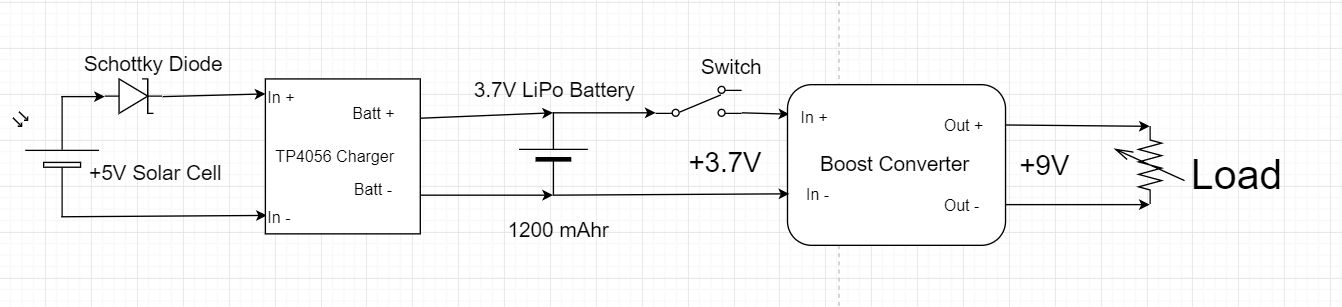 Schottky Diode
+5V Solar Cell
In +
In -
TP4056 Charger
Batt +
Batt -
3.7V LiPo Battery
1200 mAhr
Switch
+3.7V
In +
In -
Boost Converter
Out +
Out -
+9V
Load